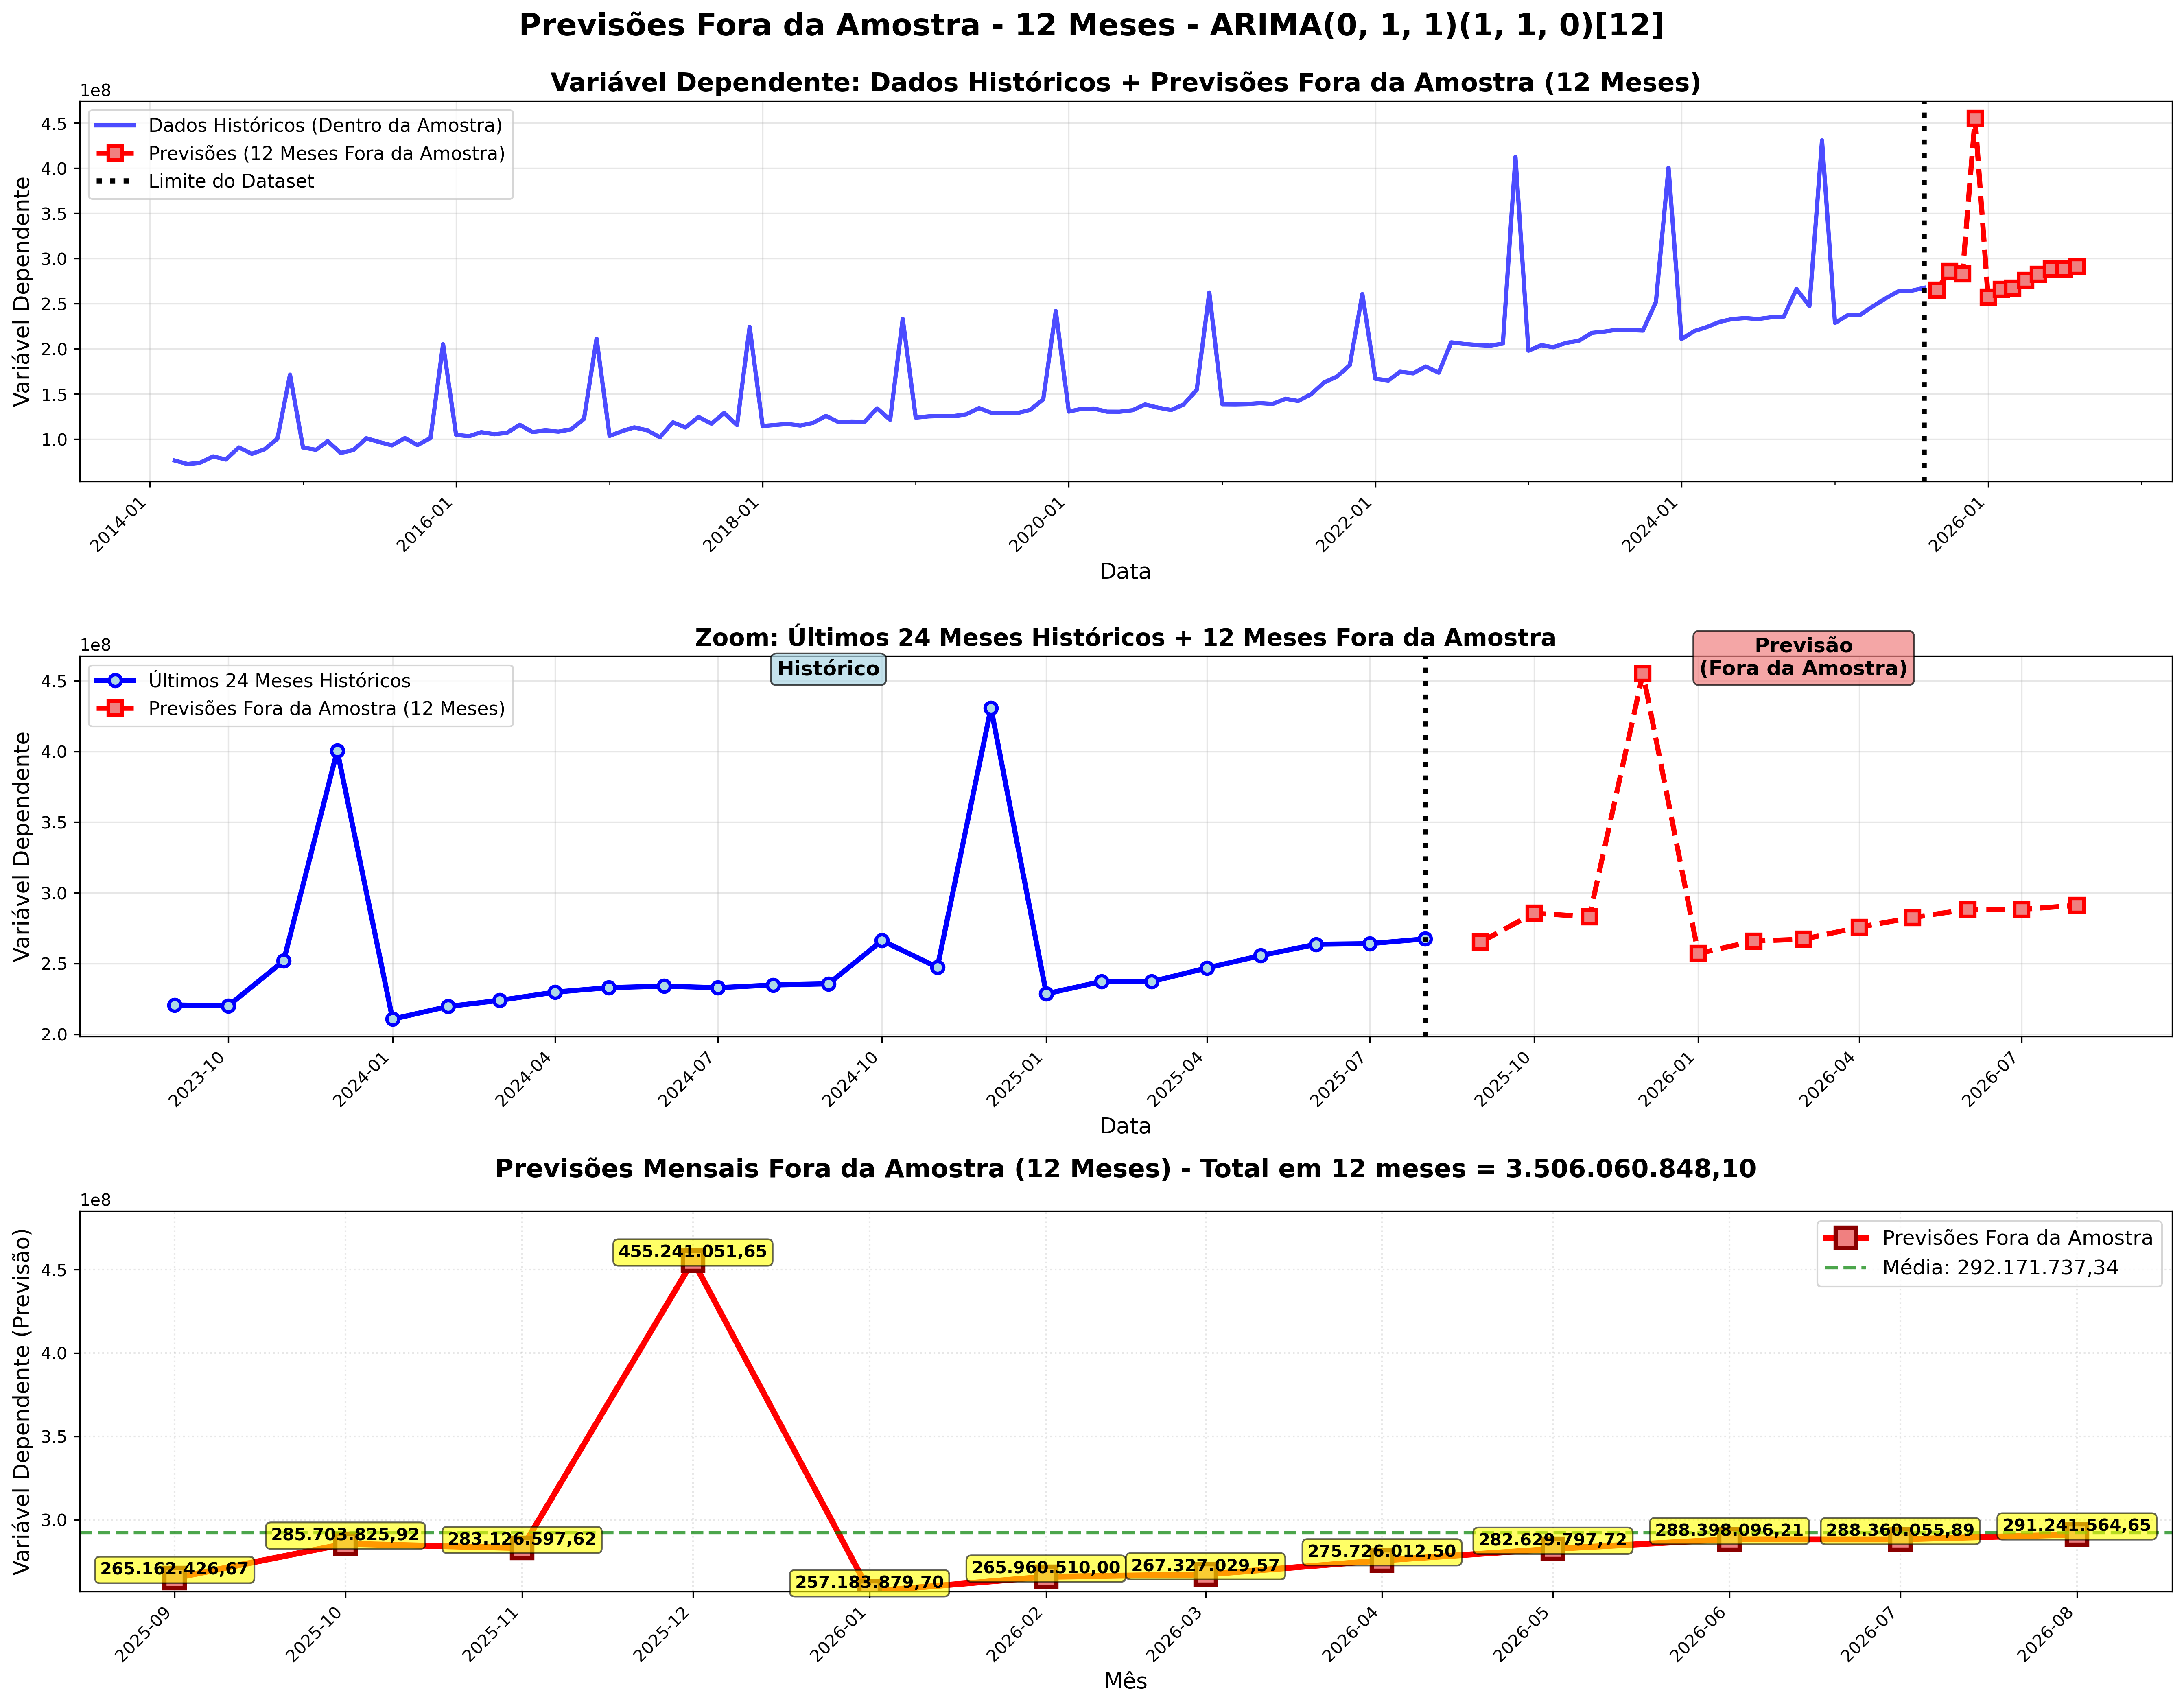 Previsões Fora da Amostra - 12 Meses - ARIMA(0, 1, 1)(1, 1, 0)[12]
Variável Dependente: Dados Históricos + Previsões Fora da Amostra (12 Meses)
1e8
Dados Históricos (Dentro da Amostra)
Previsões (12 Meses Fora da Amostra)
Limite do Dataset
4.5
4.0
3.5
3.0
2.5
2.0
1.5
1.0
Variável Dependente
2014-01
2016-01
2018-01
2020-01
2022-01
2024-01
2026-01
Data
Zoom: Últimos 24 Meses Históricos + 12 Meses Fora da Amostra
1e8
Últimos 24 Meses Históricos
Previsões Fora da Amostra (12 Meses)
Histórico
Previsão
(Fora da Amostra)
4.5
4.0
3.5
3.0
2.5
2.0
Variável Dependente
2023-10
2024-01
2024-04
2024-07
2024-10
2025-01
2025-04
2025-07
2025-10
2026-01
2026-04
2026-07
Data
Previsões Mensais Fora da Amostra (12 Meses) - Total em 12 meses = 3.506.060.848,10
1e8
Previsões Fora da Amostra
Média: 292.171.737,34
4.5
4.0
3.5
3.0
Variável Dependente (Previsão)
265.162.426,67
285.703.825,92
283.126.597,62
455.241.051,65
257.183.879,70
265.960.510,00
267.327.029,57
275.726.012,50
282.629.797,72
288.398.096,21
288.360.055,89
291.241.564,65
2025-09
2025-10
2025-11
2025-12
2026-01
2026-02
2026-03
2026-04
2026-05
2026-06
2026-07
2026-08
Mês